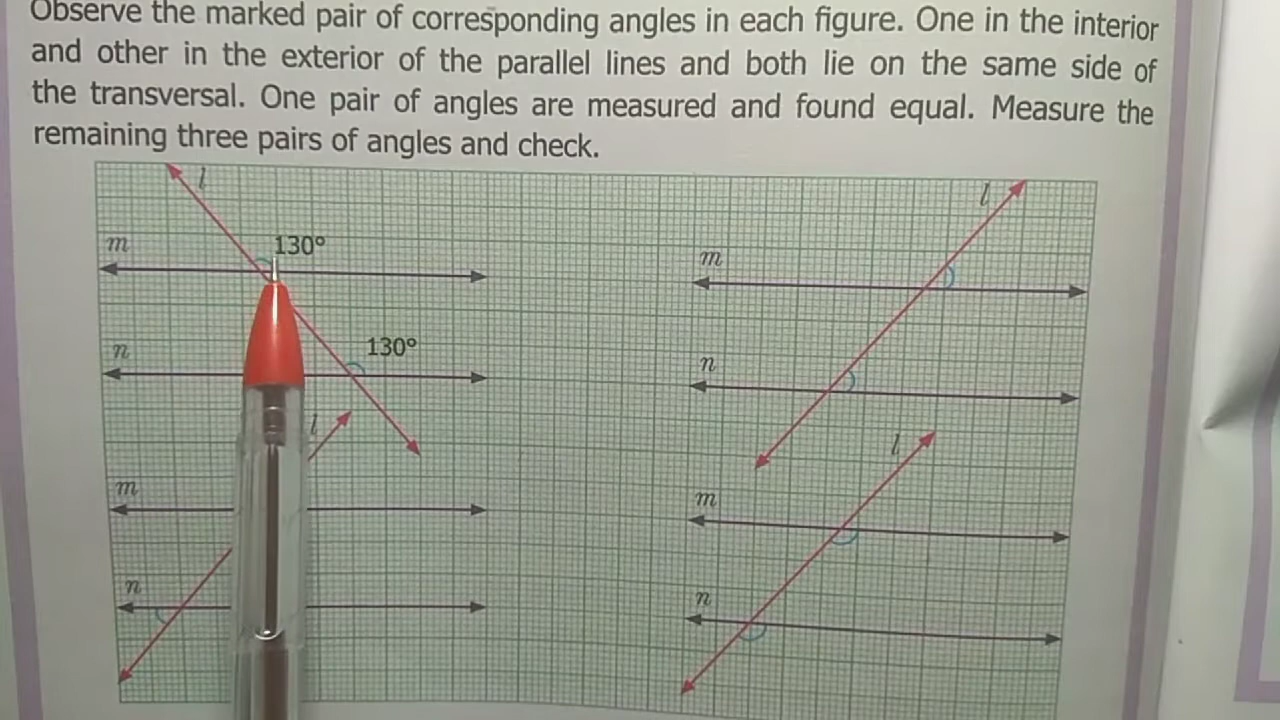 Observe the marked pair of corresponding angles in each figure. One in the interior
and other in the exterior of the parallel lines and both lie on the same side of
the transversal. One pair of angles are measured and found equal. Measure the
remaining three pairs of angles and check.
l
l
m
130°
m
n
130°
n
l
l
m
m
n
n